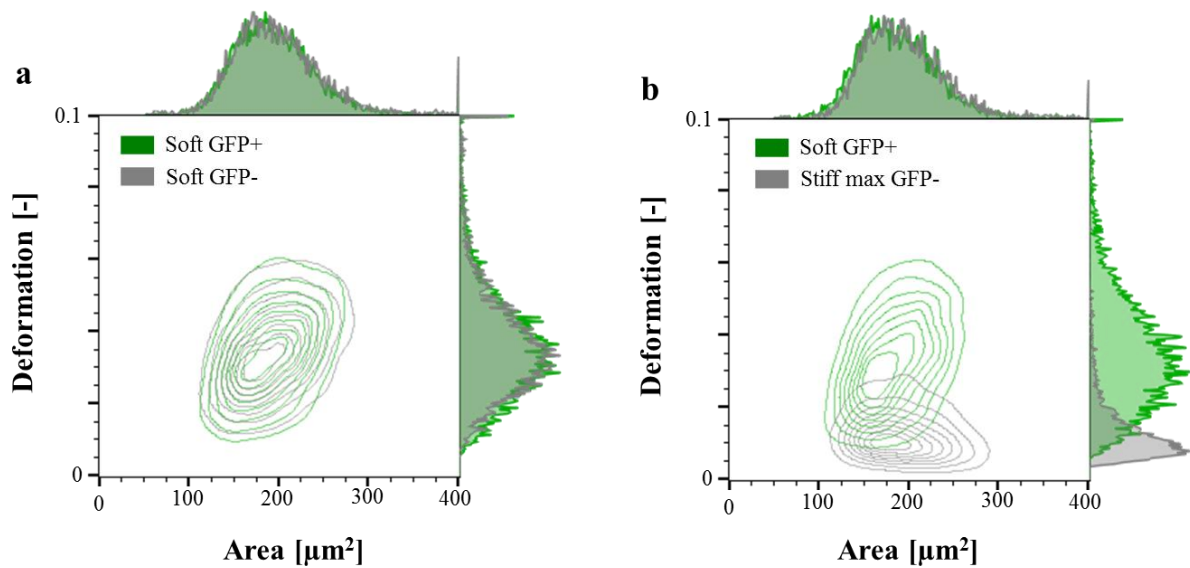 a
0.1
Soft GFP+
Soft GFP-
Deformation [-]
0
0
100
200
300
400
Area [µm²]
b
0.1
Soft GFP+
Stiff max GFP-
Deformation [-]
0
0
100
200
300
400
Area [µm²]